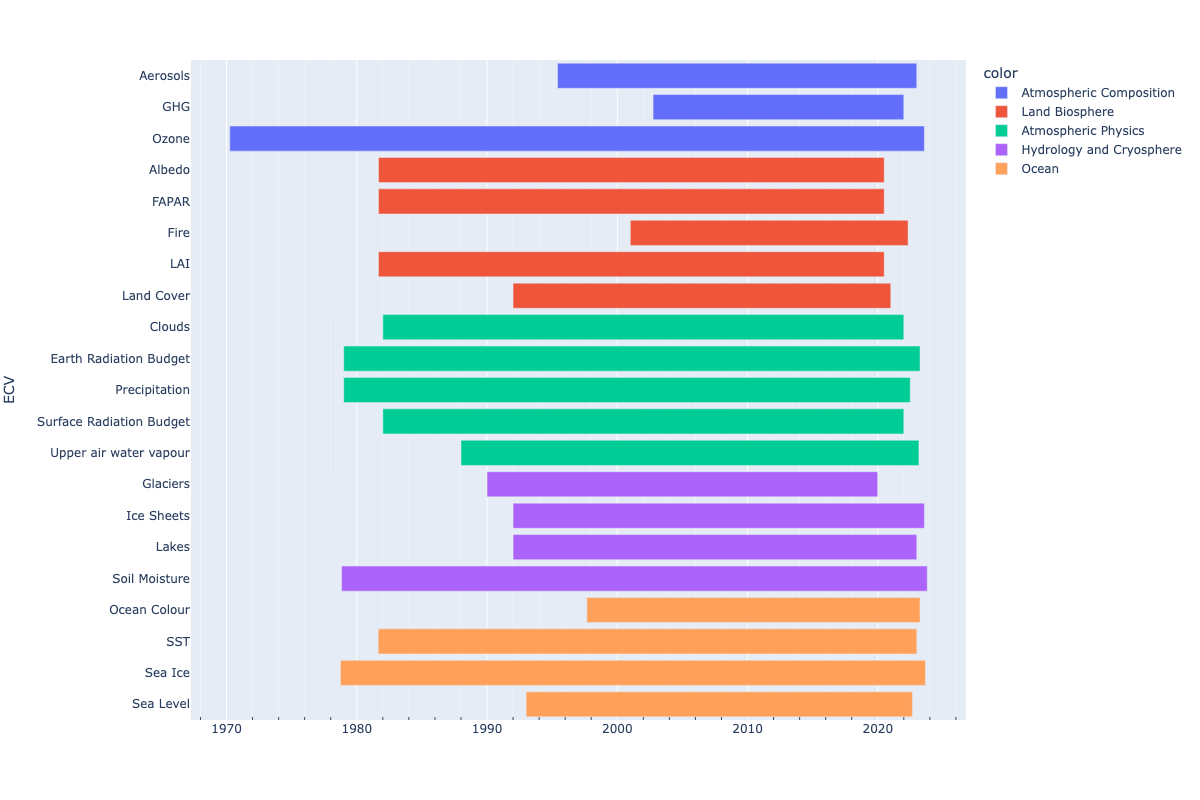 ECV
Aerosols
GHG
Ozone
Albedo
FAPAR
Fire
LAI
Land Cover
Clouds
Earth Radiation Budget
Precipitation
Surface Radiation Budget
Upper air water vapour
Glaciers
Ice Sheets
Lakes
Soil Moisture
Ocean Colour
SST
Sea Ice
Sea Level
1970 1980 1990 2000 2010 2020
color
Atmospheric Composition
Land Biosphere
Atmospheric Physics
Hydrology and Cryosphere
Ocean